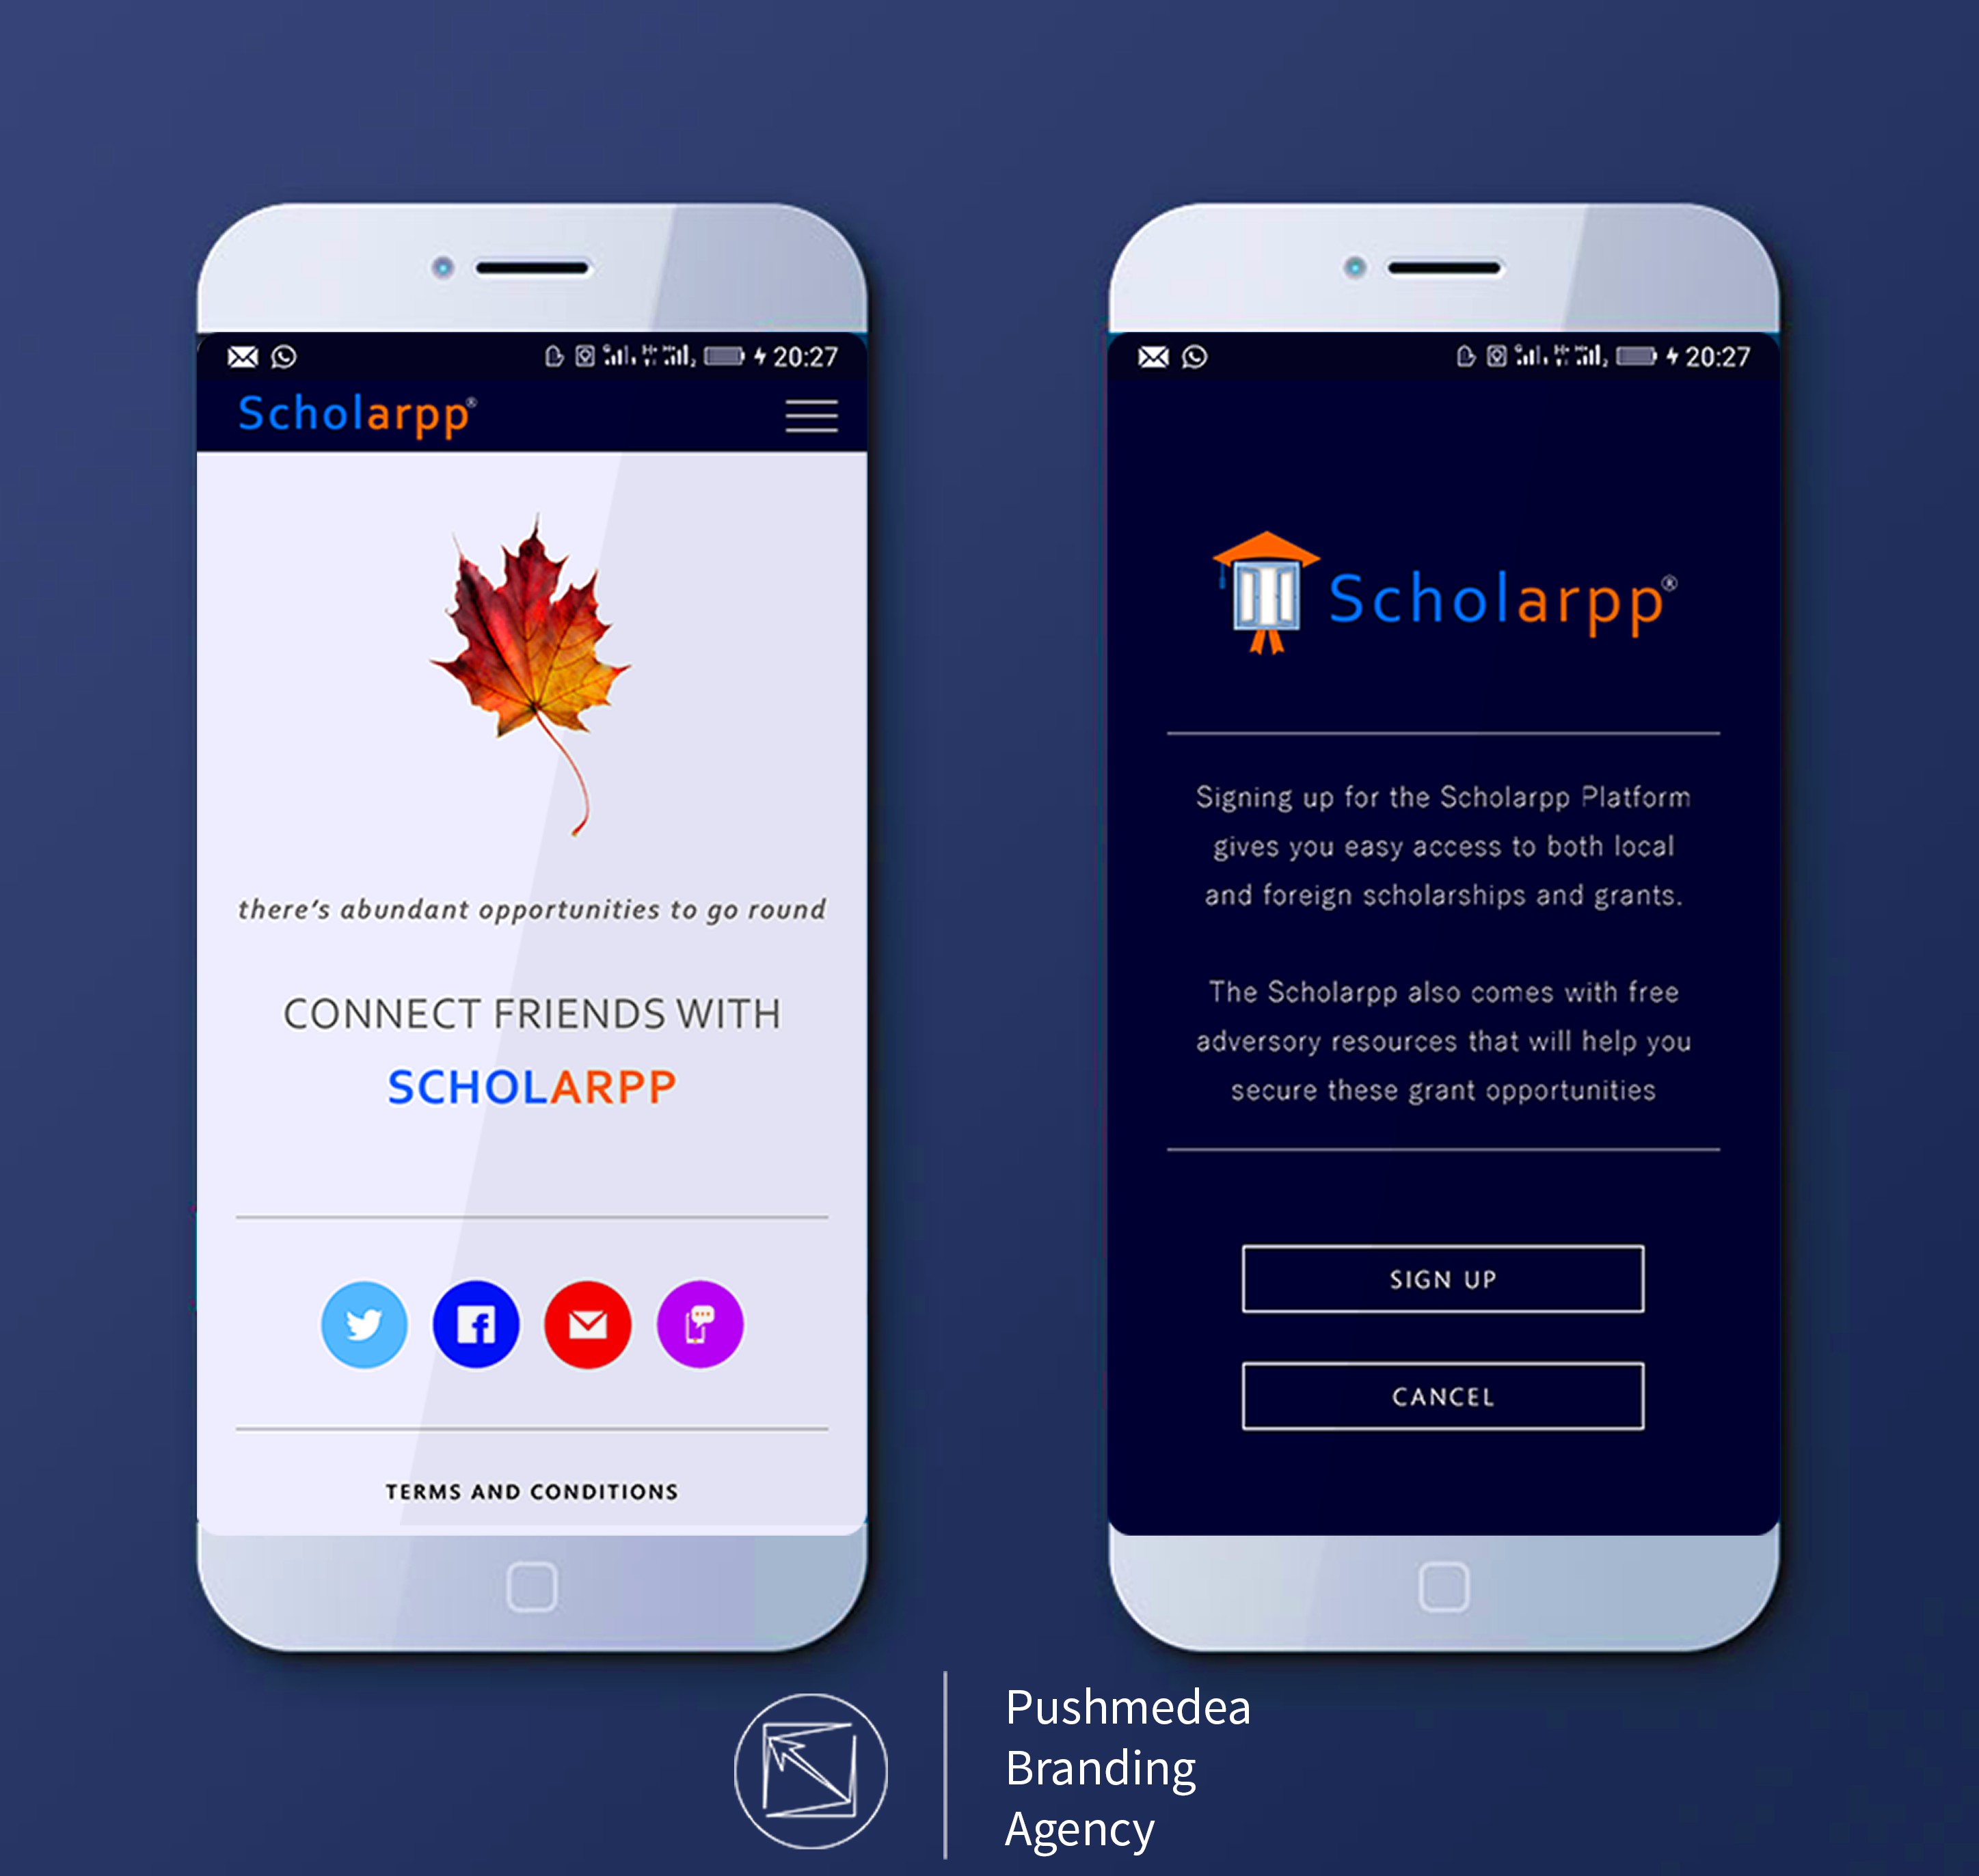 20:27
Scholarpp®
there's abundant opportunities to go round
CONNECT FRIENDS WITH
SCHOLARPP
TERMS AND CONDITIONS
20:27
Scholarpp®
Signing up for the Scholarpp Platform
gives you easy access to both local
and foreign scholarships and grants.
The Scholarpp also comes with free
adversory resources that will help you
secure these grant opportunities
SIGN UP
CANCEL
Pushmedea
Branding
Agency